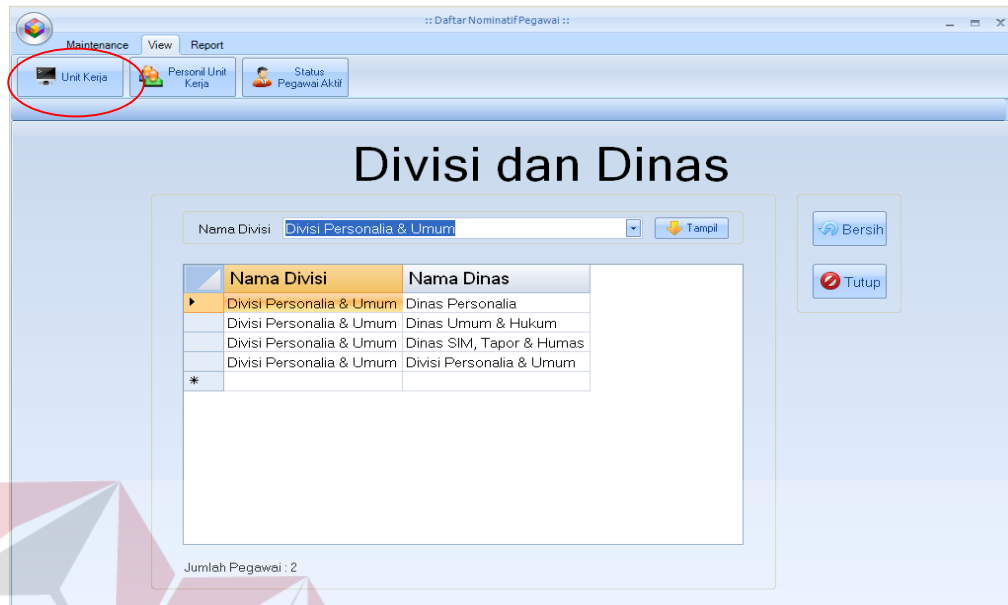 :: Daftar Nominatif Pegawai ::
Maintenance View Report
Unit Kerja
Personil Unit
Kerja
Status
Pegawai Aktif
Divisi dan Dinas
Nama Divisi Divisi Personalia & Umum Tampil
Bersih
Tutup
Nama Divisi Nama Dinas
Divisi Personalia & Umum Dinas Personalia
Divisi Personalia & Umum Dinas Umum & Hukum
Divisi Personalia & Umum Dinas SIM, Tapor & Humas
Divisi Personalia & Umum Divisi Personalia & Umum
Jumlah Pegawai : 2